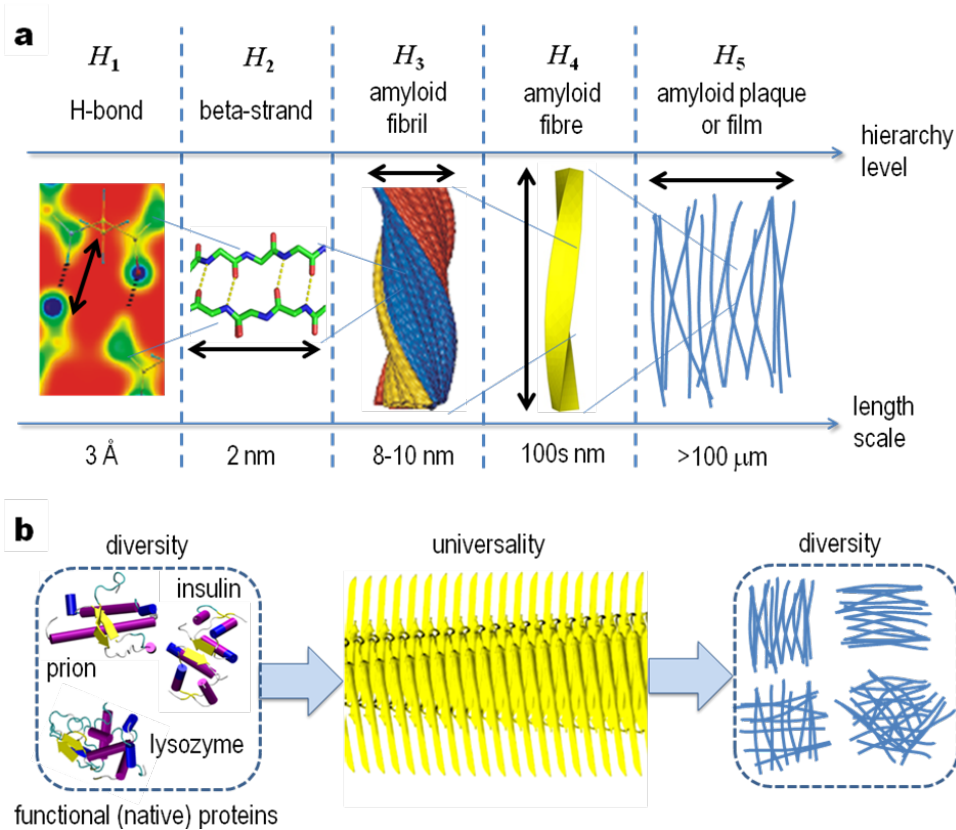 a
H1
H2
H3
H4
H5
H-bond
beta-strand
amyloid
fibril
amyloid
fibre
amyloid plaque
or film
hierarchy
level
length
scale
3 Å
2 nm
8-10 nm
100s nm
>100 μm
b
diversity
universality
diversity
insulin
prion
lysozyme
functional (native) proteins